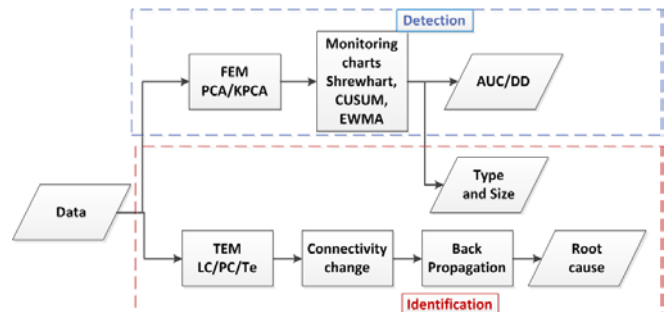 Detection
FEM
PCA/KPCA
Monitoring
charts
Shrewhart,
CUSUM,
EWMA
AUC/DD
Type
and Size
Data
TEM
LC/PC/Te
Connectivity
change
Back
Propagation
Root
cause
Identification